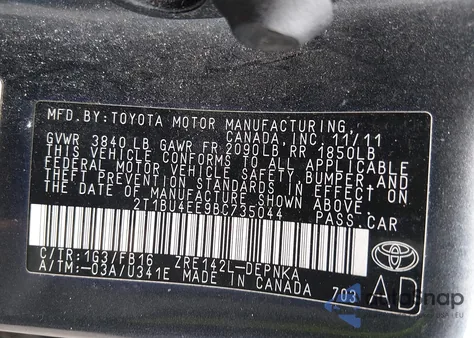 MFD. BY: TOYOTA MOTOR MANUFACTURING,
CANADA, INC. 11/11
GVWR 3840 LB GAWR FR 2090LB RR 1850LB
THIS VEHICLE CONFORMS TO ALL APPLICABLE
FEDERAL MOTOR VEHICLE SAFETY, BUMPER, AND
THEFT PREVENTION STANDARDS IN EFFECT ON
THE DATE OF MANUFACTURE SHOWN ABOVE.
2T1BU4EE9BC735044 PASS.CAR
C/TR:1G3/FB16 ZRE142L-DEPNKA
A/TM:-03A/U341E MADE IN CANADA
703 AD
AutoSnap